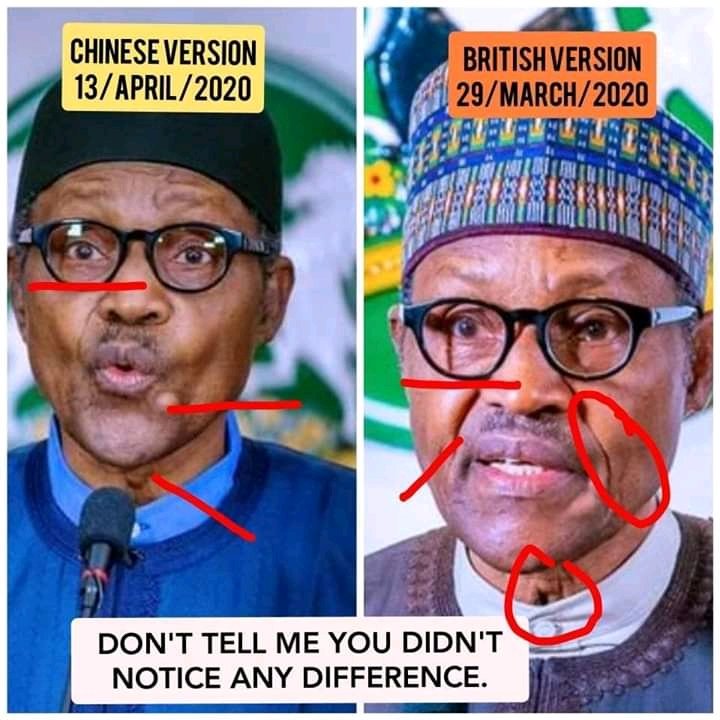 CHINESE VERSION
13/APRIL/2020
BRITISH VERSION
29/MARCH/2020
DON'T TELL ME YOU DIDN'T
NOTICE ANY DIFFERENCE.